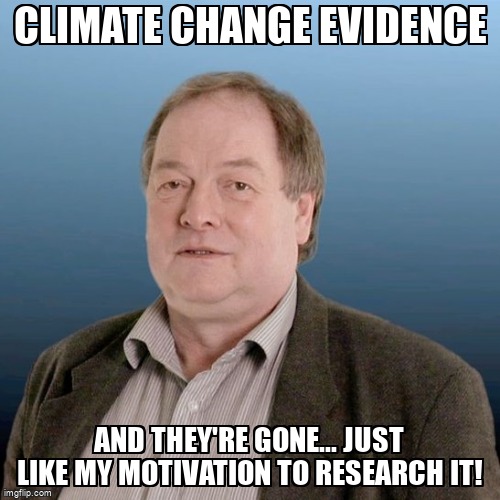 CLIMATE CHANGE EVIDENCE
AND THEY'RE GONE... JUST
LIKE MY MOTIVATION TO RESEARCH IT!
imgflip.com